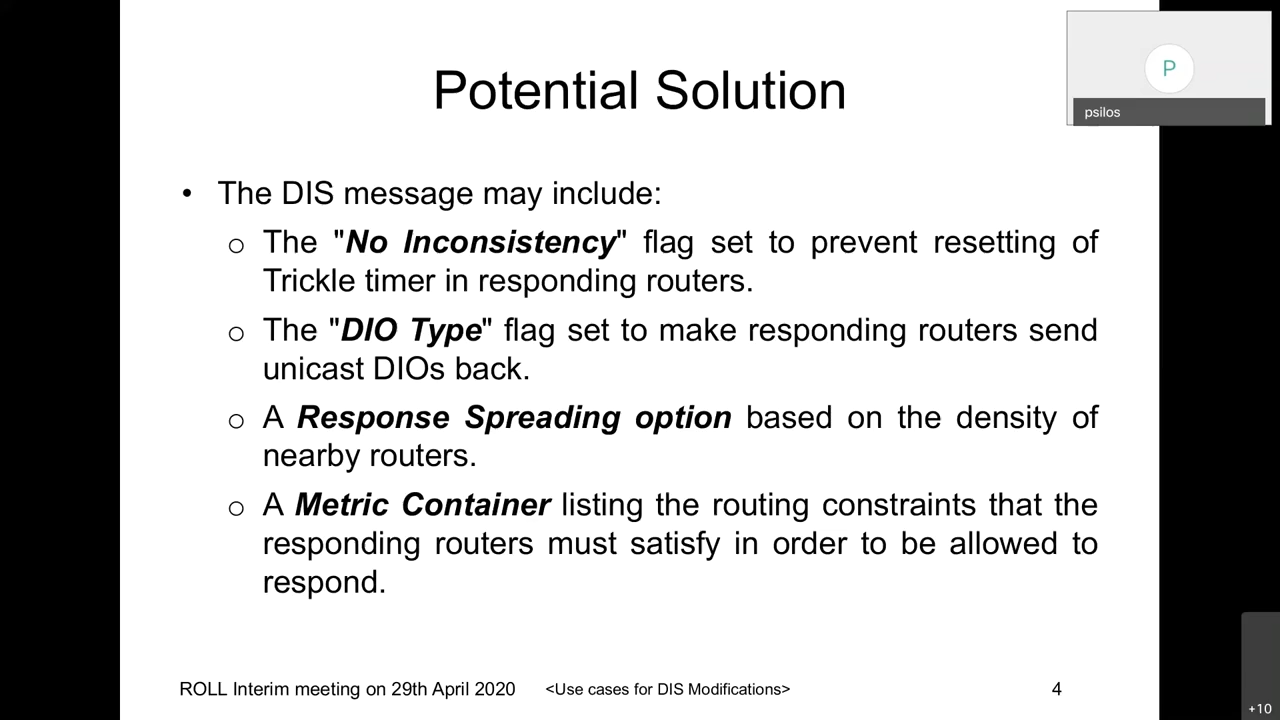 Potential Solution
P
psilos
• The DIS message may include:
o The "No Inconsistency" flag set to prevent resetting of
Trickle timer in responding routers.
o The "DIO Type" flag set to make responding routers send
unicast DIOs back.
o A Response Spreading option based on the density of
nearby routers.
o A Metric Container listing the routing constraints that the
responding routers must satisfy in order to be allowed to
respond.
ROLL Interim meeting on 29th April 2020 <Use cases for DIS Modifications> 4
+10